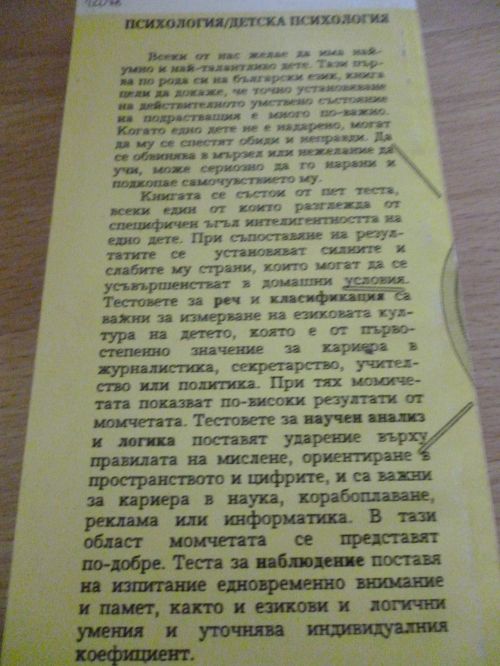 ПСИХОЛОГИЯ/ДЕТСКА ПСИХОЛОГИЯ
Всеки от нас желае да има най-
умно и най-талантливо дете. Тази пър-
ва по рода си на български език, книга
цели да докаже, че точно установяване
на действителното умствено състояние
на подрастващия е много по-важно.
Когато едно дете не е надарено, могат
да му се спестят обиди и неправди. Да
се обвинява в мързел или нежелание да
учи, може сериозно да го нарани и
подкопае самочувствието му.
Книгата се състои от пет теста,
всеки един от които разглежда от
специфичен ъгъл интелигентността на
едно дете. При съпоставяне на резул-
татите се установяват силните и
слабите му страни, които могат да се
усъвършенстват в домашни условия.
Тестовете за реч и класификация са
важни за измерване на езиковата кул-
тура на детето, която е от първо-
степенно значение за кариера в
журналистика, секретарство, учител-
ство или политика. При тях момиче-
тата показват по-високи резултати от
момчетата. Тестовете за научен анализ
и логика поставят ударение върху
правилата на мислене, ориентиране в
пространството и цифрите, и са важни
за кариера в наука, корабоплаване,
реклама или информатика. В тази
област момчетата се представят
по-добре. Теста за наблюдение поставя
на изпитание едновременно внимание
и памет, както и езикови и логични
умения и уточнява индивидуалния
коефициент.